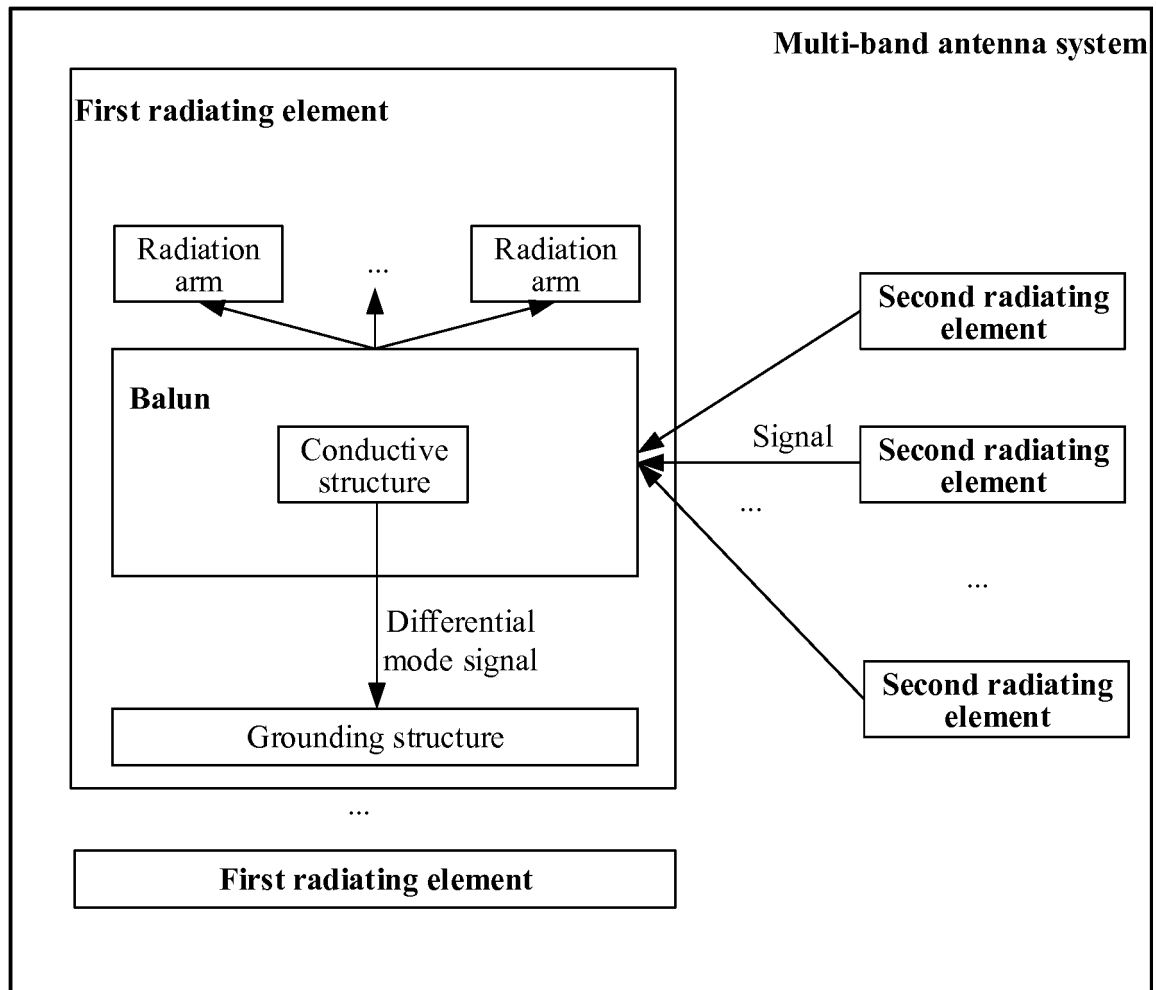 Multi-band antenna system
First radiating element
Radiation
arm
...
Radiation
arm
Second radiating
element
Balun
Conductive
structure
Signal
Second radiating
element
...
...
Differential
mode signal
Second radiating
element
Grounding structure
...
First radiating element